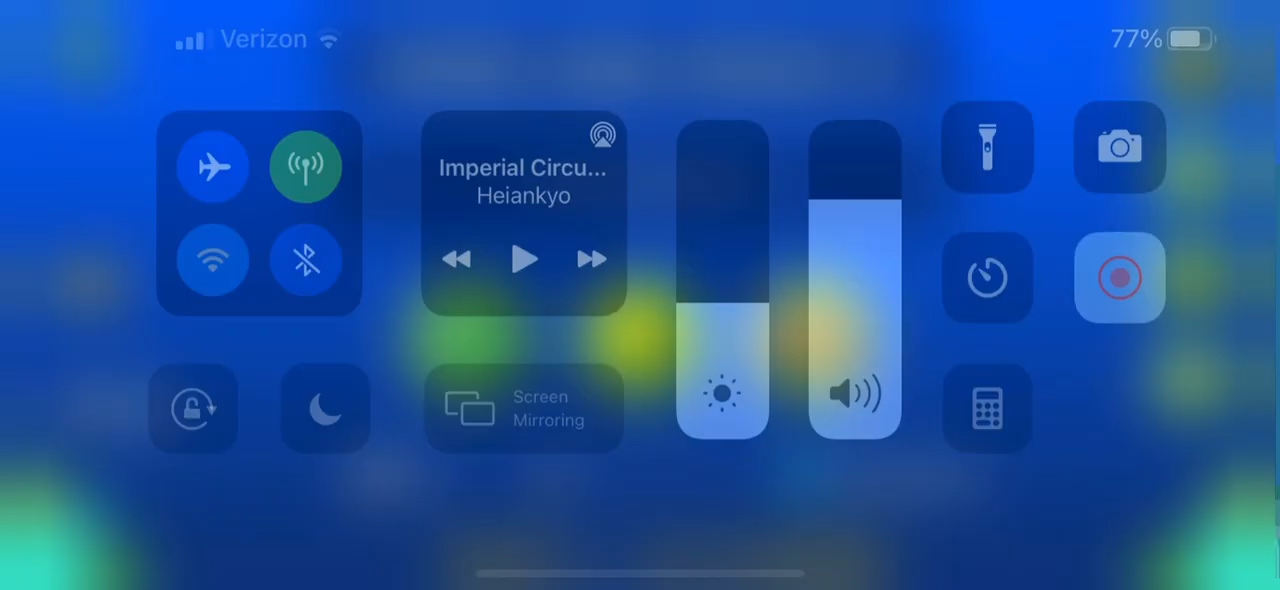 Verizon
77%
Imperial Circu...
Heiankyo
Screen
Mirroring